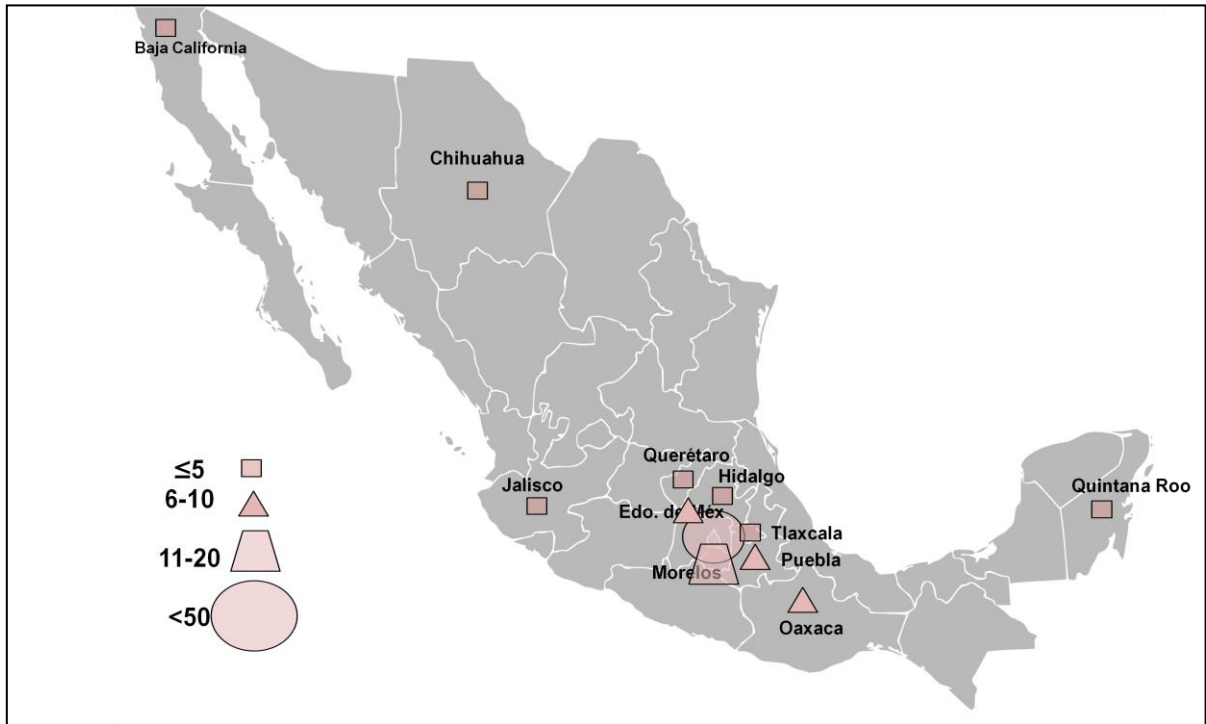 Baja California
Chihuahua
Querétaro
Hidalgo
Jalisco
Quintana Roo
Edo. de Méx
Tlaxcala
Puebla
Morelos
Oaxaca
≤5
6-10
11-20
<50